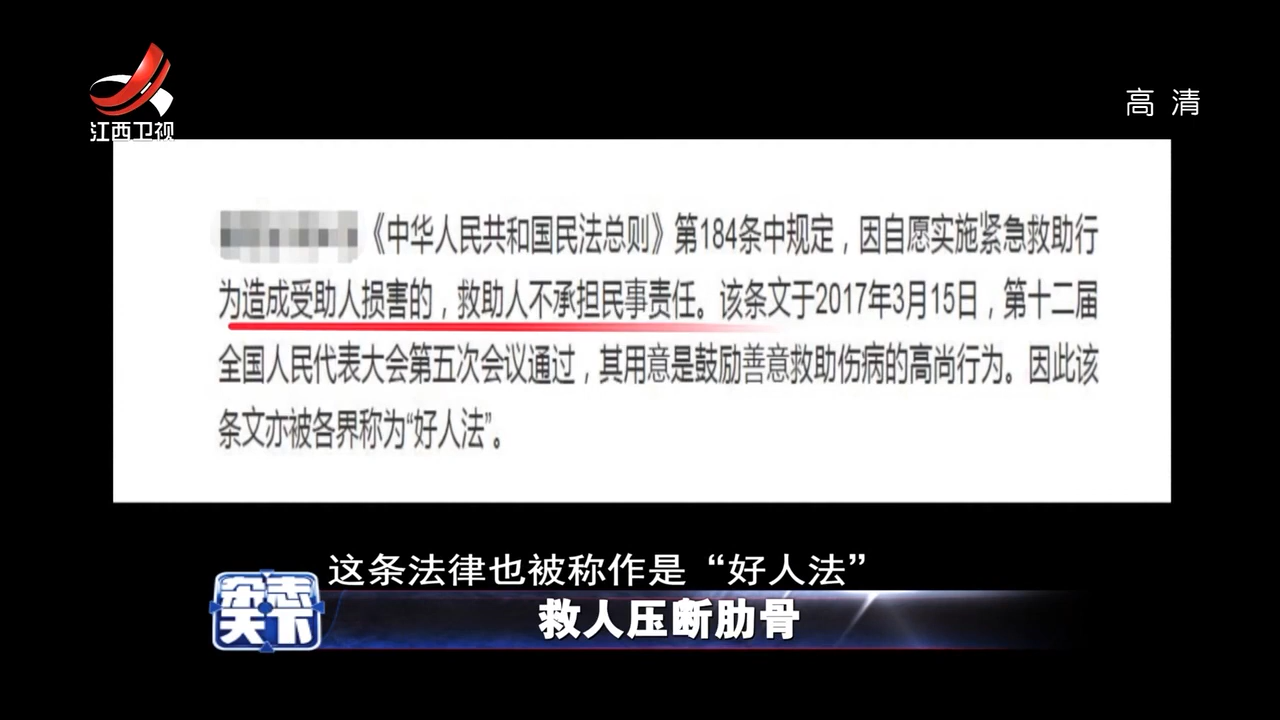 江西卫视
高清
《中华人民共和国民法总则》第184条中规定，因自愿实施紧急救助行
为造成受助人损害的，救助人不承担民事责任。该条文于2017年3月15日，第十二届
全国人民代表大会第五次会议通过，其用意是鼓励善意救助伤病的高尚行为。因此该
条文亦被各界称为“好人法”。
这条法律也被称作是“好人法”
杂志
天下
救人压断肋骨